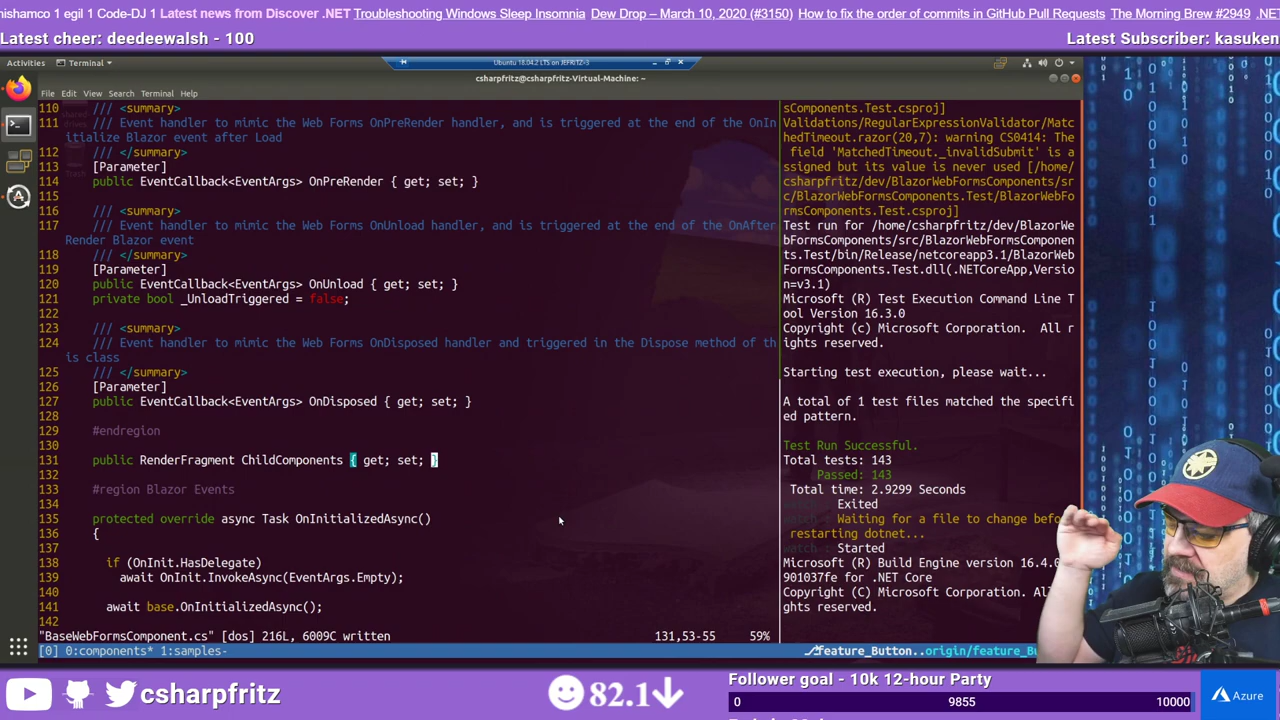 nishamco 1 egil 1 Code-DJ 1 Latest news from Discover .NET Troubleshooting Windows Sleep Insomnia Dew Drop – March 10, 2020 (#3150) How to fix the order of commits in GitHub Pull Requests The Morning Brew #2949 .NE
Latest cheer: deedeewalsh - 100
Latest Subscriber: kasuken
Activities
Terminal
Ubuntu 18.04.2 LTS on JEFRITZ-3
csharpfritz@csharpfritz-Virtual-Machine: ~
File Edit View Search Terminal Help
110 /// <summary>
111 /// Event handler to mimic the Web Forms OnPreRender handler, and is triggered at the end of the OnIn
itialize Blazor event after Load
112 /// </summary>
113 [Parameter]
114 public EventCallback<EventArgs> OnPreRender { get; set; }
115
116 /// <summary>
117 /// Event handler to mimic the Web Forms OnUnload handler, and is triggered at the end of the OnAfter
Render Blazor event
118 /// </summary>
119 [Parameter]
120 public EventCallback<EventArgs> OnUnload { get; set; }
121 private bool _UnloadTriggered = false;
122
123 /// <summary>
124 /// Event handler to mimic the Web Forms OnDisposed handler and triggered in the Dispose method of th
is class
125 /// </summary>
126 [Parameter]
127 public EventCallback<EventArgs> OnDisposed { get; set; }
128
129 #endregion
130
131 public RenderFragment ChildComponents { get; set; }
132
133 #region Blazor Events
134
135 protected override async Task OnInitializedAsync()
136 {
137
138 if (OnInit.HasDelegate)
139 await OnInit.InvokeAsync(EventArgs.Empty);
140
141 await base.OnInitializedAsync();
142
"BaseWebFormsComponent.cs" [dos] 216L, 6009C written 131,53-55 59%
[0] 0:components* 1:samples-
feature_Button..origin/feature_Bu
sComponents.Test.csproj]
Validations/RegularExpressionValidator/Matc
hedTimeout.razor(20,7): warning CS0414: The
field 'MatchedTimeout._invalidSubmit' is a
ssigned but its value is never used [/home/
csharpfritz/dev/BlazorWebFormsComponents/sr
c/BlazorWebFormsComponents.Test/BlazorWebFo
rmsComponents.Test.csproj]
Test run for /home/csharpfritz/dev/BlazorWe
bFormsComponents/src/BlazorWebFormsComponen
ts.Test/bin/Release/netcoreapp3.1/BlazorWeb
FormsComponents.Test.dll(.NETCoreApp,Versio
n=v3.1)
Microsoft (R) Test Execution Command Line T
ool Version 16.3.0
Copyright (c) Microsoft Corporation. All r
ights reserved.
Starting test execution, please wait...
A total of 1 test files matched the specifi
ed pattern.
Test Run Successful.
Total tests: 143
Passed: 143
Total time: 2.9299 Seconds
watch : Exited
watch : Waiting for a file to change befo
restarting dotnet...
watch : Started
Microsoft (R) Build Engine version 16.4.0
901037fe for .NET Core
Copyright (C) Microsoft Corporation. All
ghts reserved.
csharpfritz
82.1
Follower goal - 10k 12-hour Party
0 9855 10000
Azure